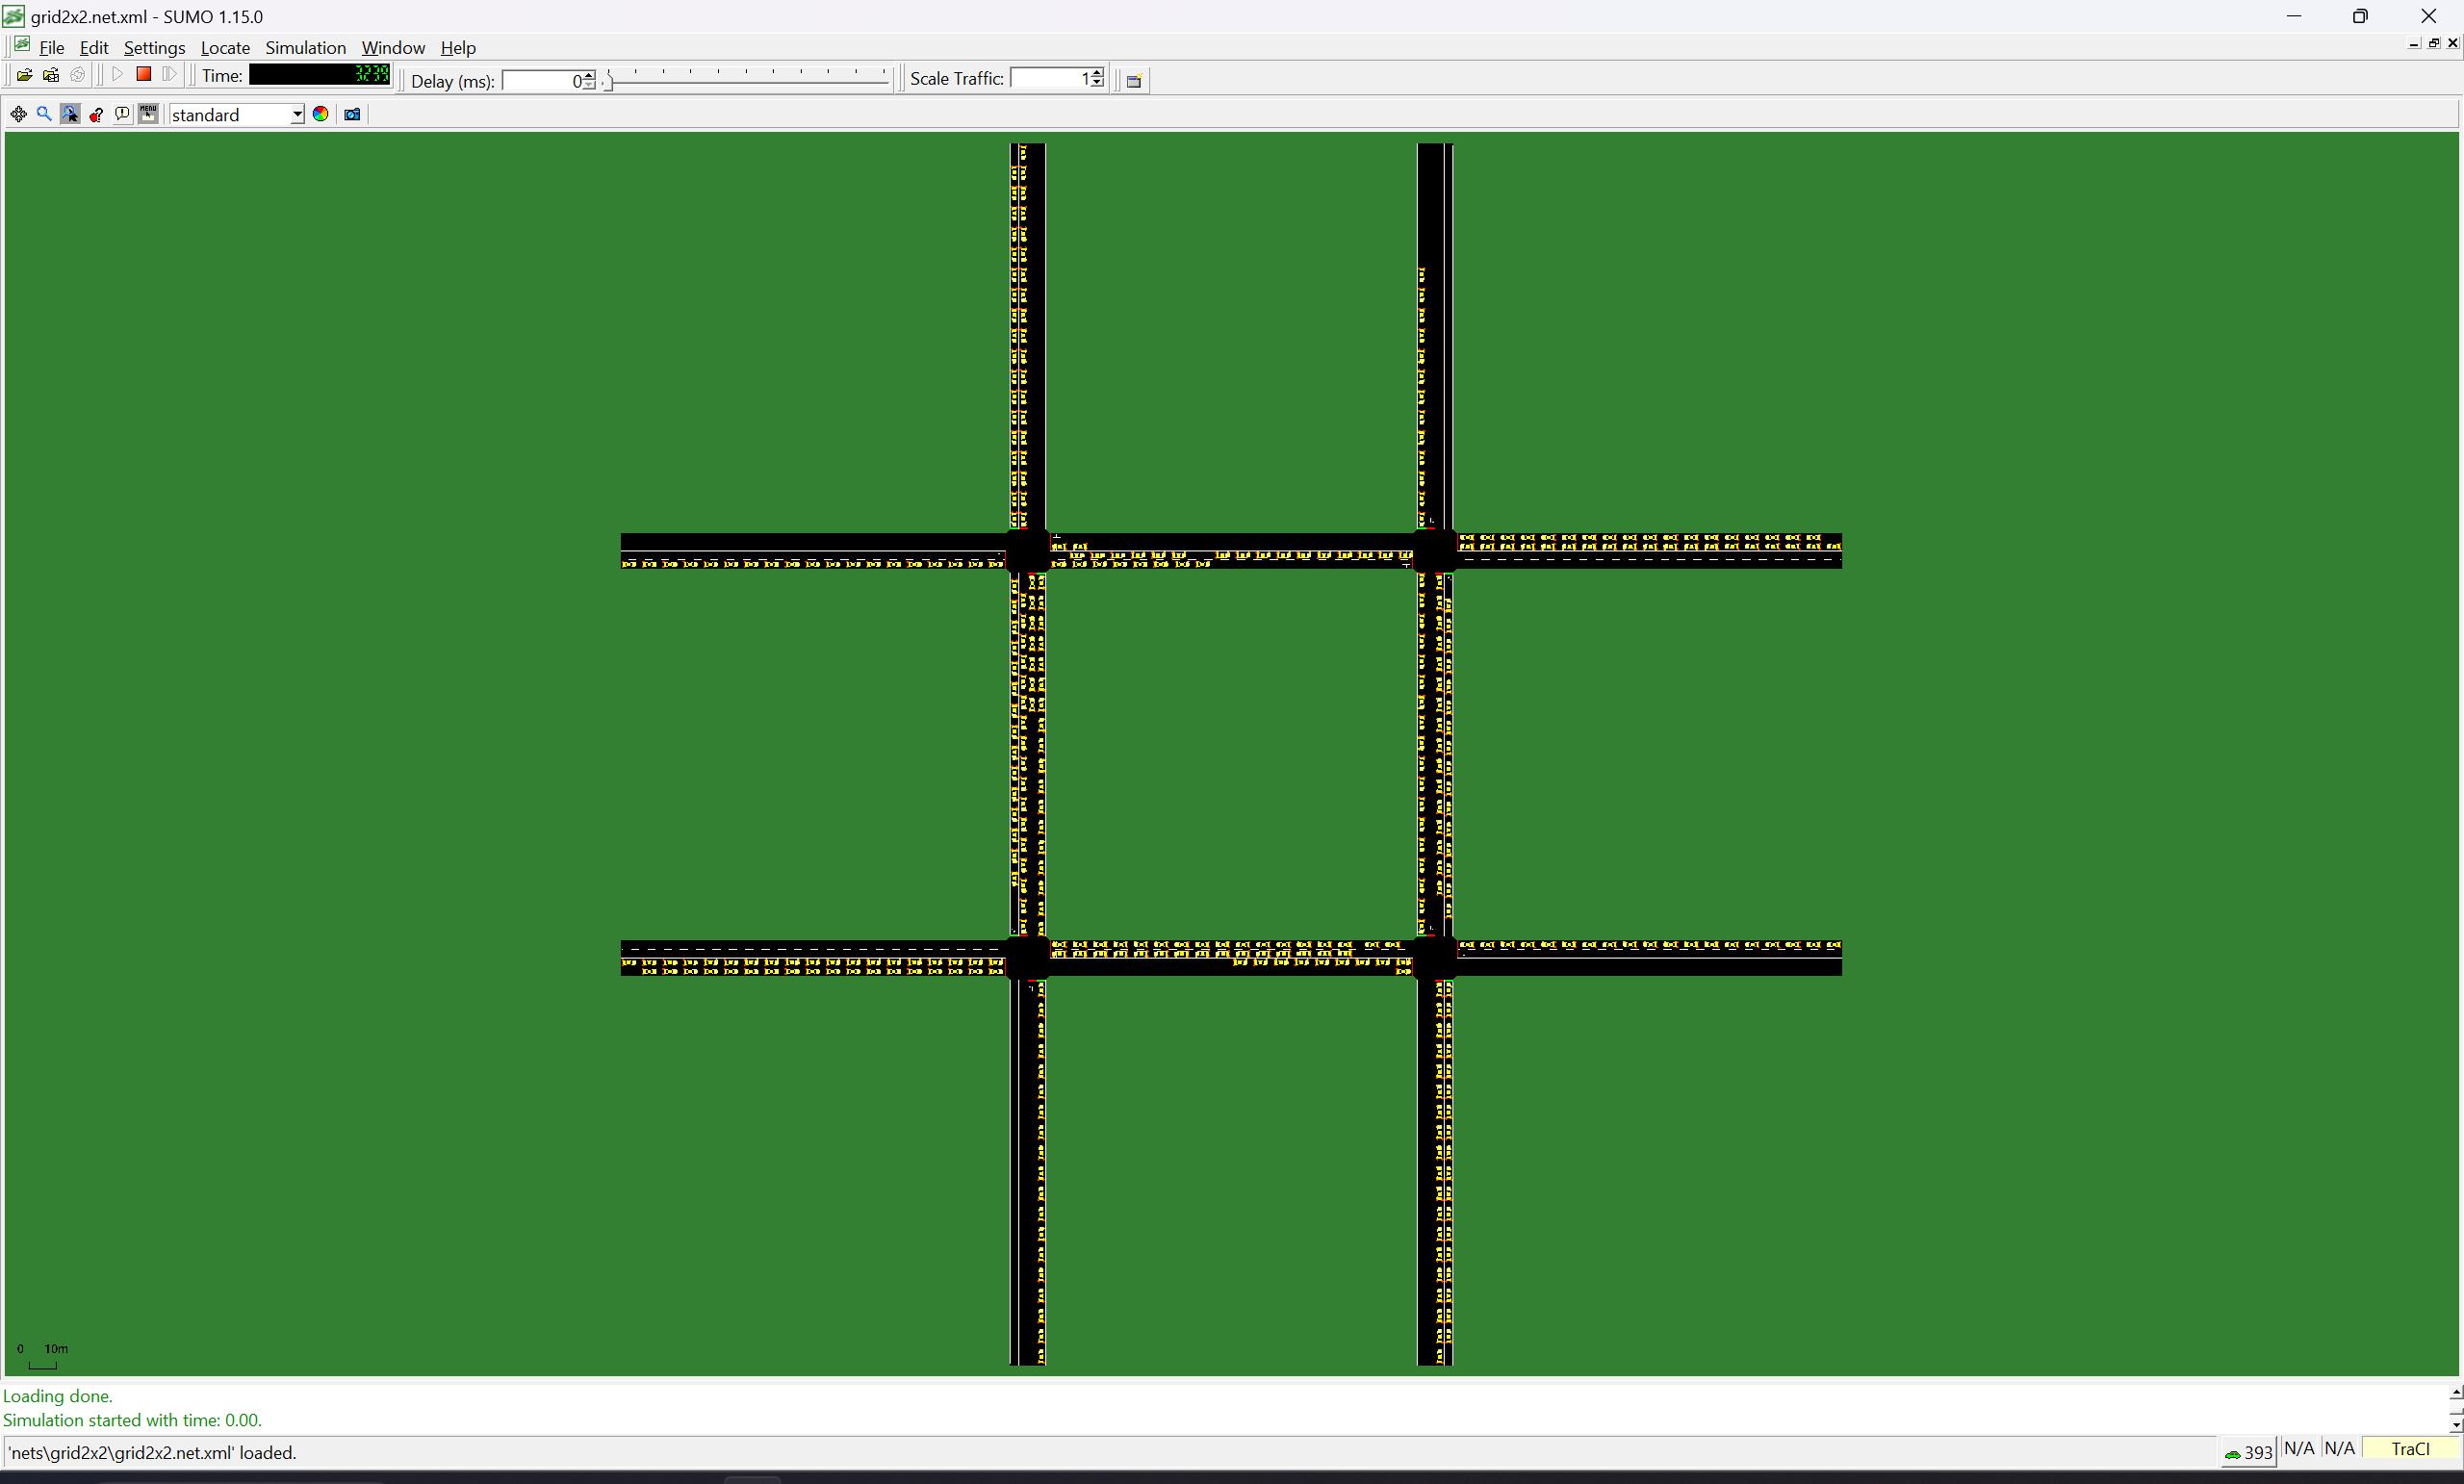 grid2x2.net.xml - SUMO 1.15.0
File Edit Settings Locate Simulation Window Help
Time: 3239 Delay (ms): 0 Scale Traffic: 1
MENU standard
0 10m
Loading done.
Simulation started with time: 0.00.
'nets\grid2x2\grid2x2.net.xml' loaded. 393 N/A N/A TraCI